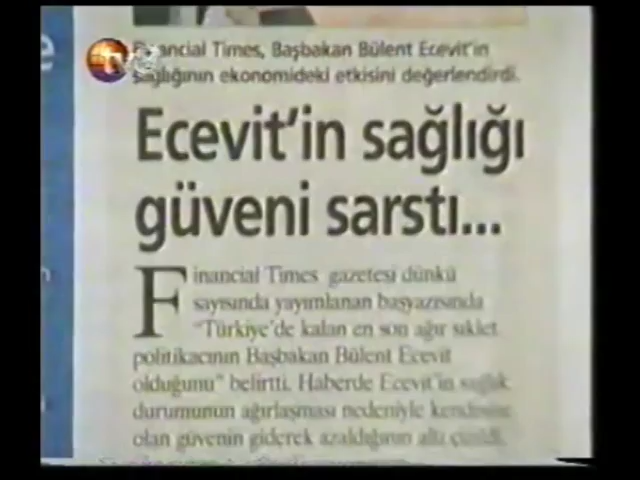 Financial Times, Başbakan Bülent Ecevit'in
sağlığının ekonomideki etkisini değerlendirdi.
Ecevit'in sağlığı
güveni sarstı...
Financial Times gazetesi dünkü
sayısında yayımlanan başyazısında
"Türkiye'de kalan en son ağır sıklet
politikacının Başbakan Bülent Ecevit
olduğunu" belirtti. Haberde Ecevit'in sağlık
durumunun ağırlaşması nedeniyle kendisine
olan güvenin giderek azaldığının altı çizildi.